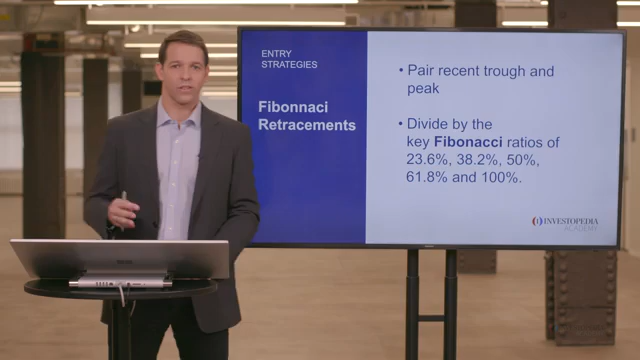 ENTRY
STRATEGIES
Fibonnaci
Retracements
• Pair recent trough and
peak
• Divide by the
key Fibonacci ratios of
23.6%, 38.2%, 50%,
61.8% and 100%.
INVESTOPEDIA
ACADEMY